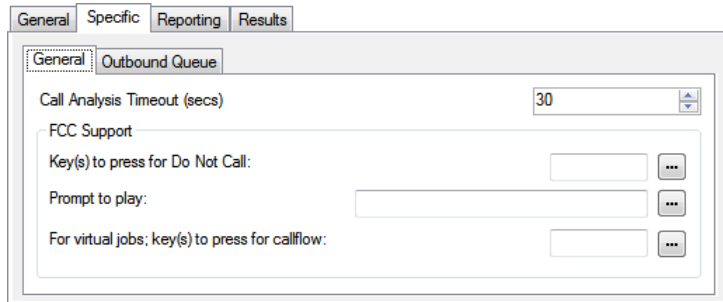 General Specific Reporting Results
General Outbound Queue
Call Analysis Timeout (secs) 30
FCC Support
Key(s) to press for Do Not Call: ...
Prompt to play: ...
For virtual jobs; key(s) to press for callflow: ...